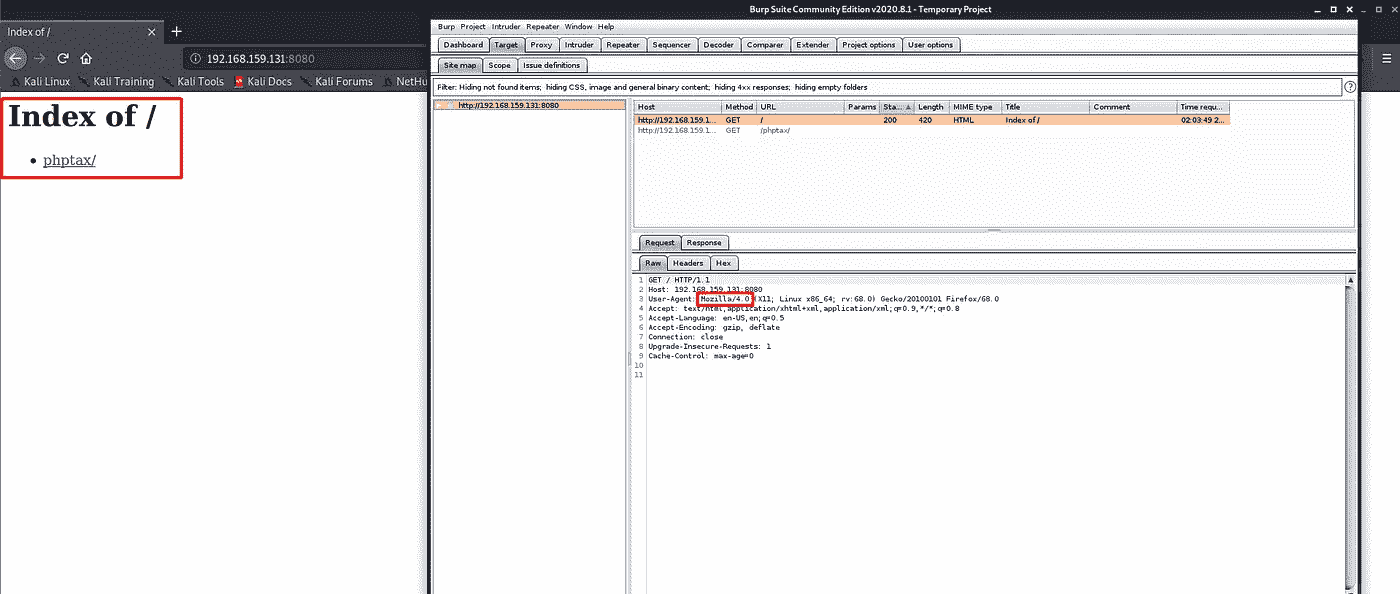 Burp Suite Community Edition v2020.8.1 - Temporary Project
Index of /
192.168.159.131:8080
Kali Linux Kali Training Kali Tools Kali Docs Kali Forums NetHu
Index of /
phptax/
Burp Project Intruder Repeater Window Help
Dashboard Target Proxy Intruder Repeater Sequencer Decoder Comparer Extender Project options User options
Site map Scope Issue definitions
Filter: Hiding not found items; hiding CSS, image and general binary content; hiding 4xx responses; hiding empty folders
http://192.168.159.131:8080
Host Method URL Params Sta... Length MIME type Title Comment Time requ...
http://192.168.159.1... GET / 200 420 HTML Index of / 02:03:49 2...
http://192.168.159.1... GET /phptax/
Request Response
Raw Headers Hex
1 GET / HTTP/1.1
2 Host: 192.168.159.131:8080
3 User-Agent: Mozilla/4.0 (X11; Linux x86_64; rv:68.0) Gecko/20100101 Firefox/68.0
4 Accept: text/html,application/xhtml+xml,application/xml;q=0.9,*/*;q=0.8
5 Accept-Language: en-US,en;q=0.5
6 Accept-Encoding: gzip, deflate
7 Connection: close
8 Upgrade-Insecure-Requests: 1
9 Cache-Control: max-age=0
10
11